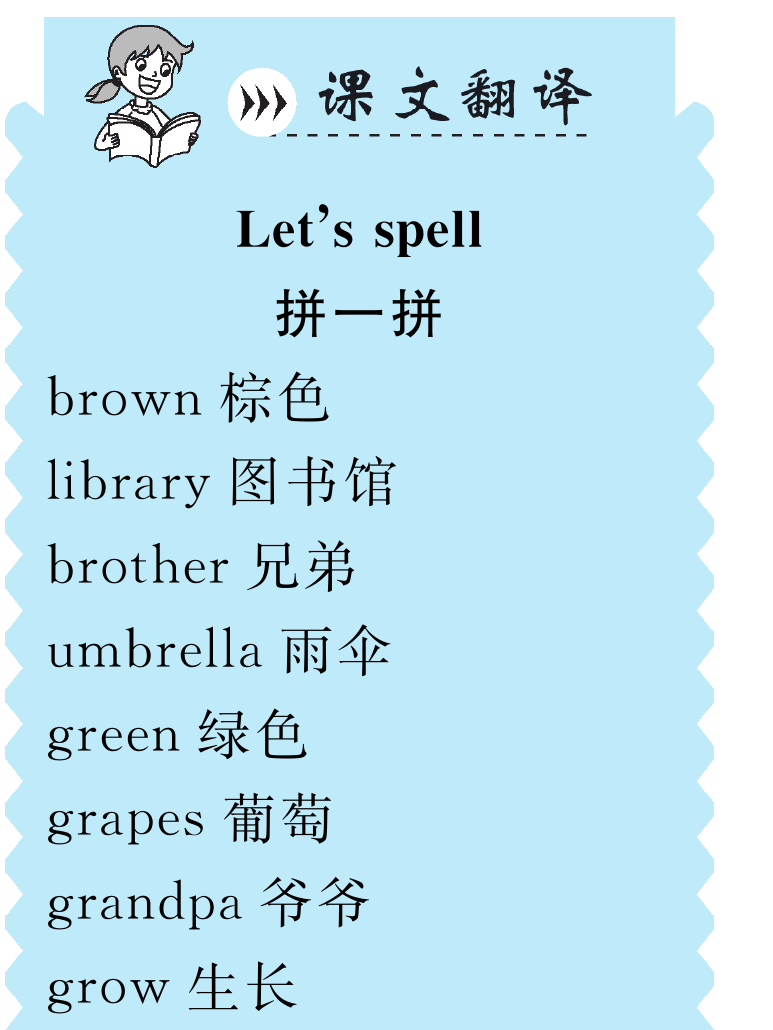 课文翻译
Let's spell
拼一拼
brown 棕色
library 图书馆
brother 兄弟
umbrella 雨伞
green 绿色
grapes 葡萄
grandpa 爷爷
grow 生长